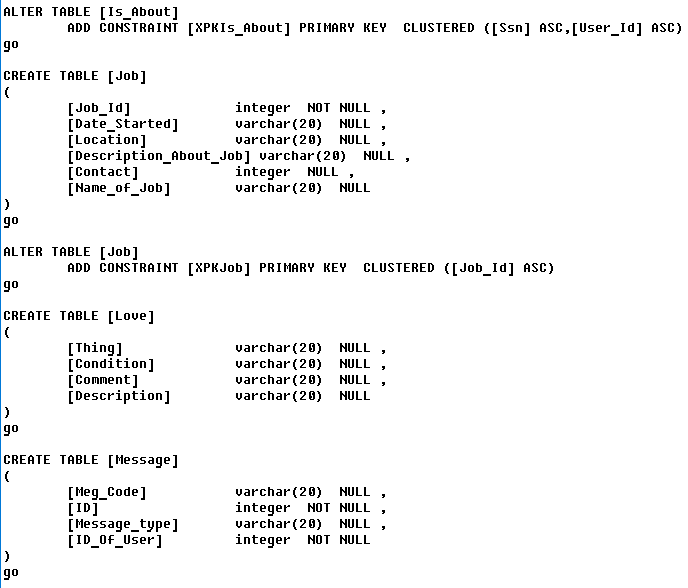 ALTER TABLE [Is_About]
        ADD CONSTRAINT [XPKIs_About] PRIMARY KEY  CLUSTERED ([Ssn] ASC,[User_Id] ASC)
go

CREATE TABLE [Job]
(
        [Job_Id]             integer  NOT NULL ,
        [Date_Started]       varchar(20)  NULL ,
        [Location]           varchar(20)  NULL ,
        [Description_About_Job] varchar(20)  NULL ,
        [Contact]            integer  NULL ,
        [Name_of_Job]        varchar(20)  NULL
)
go

ALTER TABLE [Job]
        ADD CONSTRAINT [XPKJob] PRIMARY KEY  CLUSTERED ([Job_Id] ASC)
go

CREATE TABLE [Love]
(
        [Thing]              varchar(20)  NULL ,
        [Condition]          varchar(20)  NULL ,
        [Comment]            varchar(20)  NULL ,
        [Description]        varchar(20)  NULL
)
go

CREATE TABLE [Message]
(
        [Meg_Code]           varchar(20)  NULL ,
        [ID]                 integer  NOT NULL ,
        [Message_type]       varchar(20)  NULL ,
        [ID_Of_User]         integer  NOT NULL
)
go